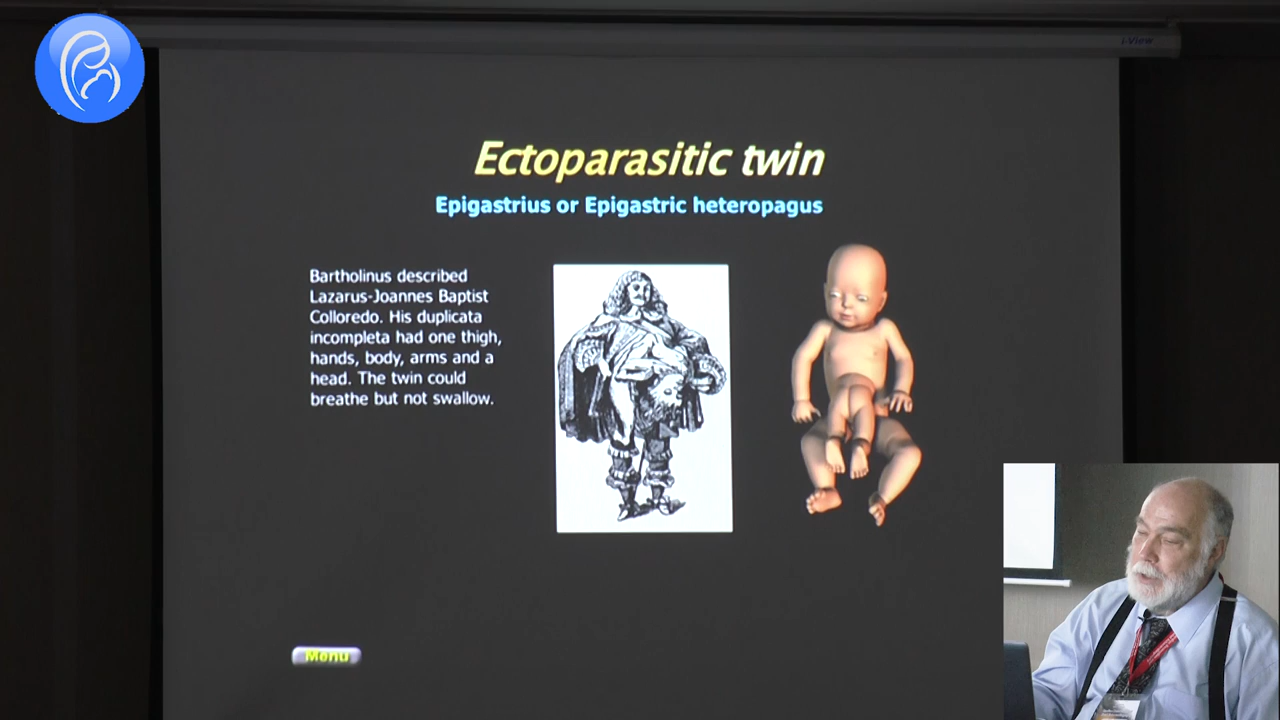 i-View
Ectoparasitic twin
Epigastrius or Epigastric heteropagus
Bartholinus described
Lazarus-Joannes Baptist
Colloredo. His duplicata
incompleta had one thigh,
hands, body, arms and a
head. The twin could
breathe but not swallow.
Menu